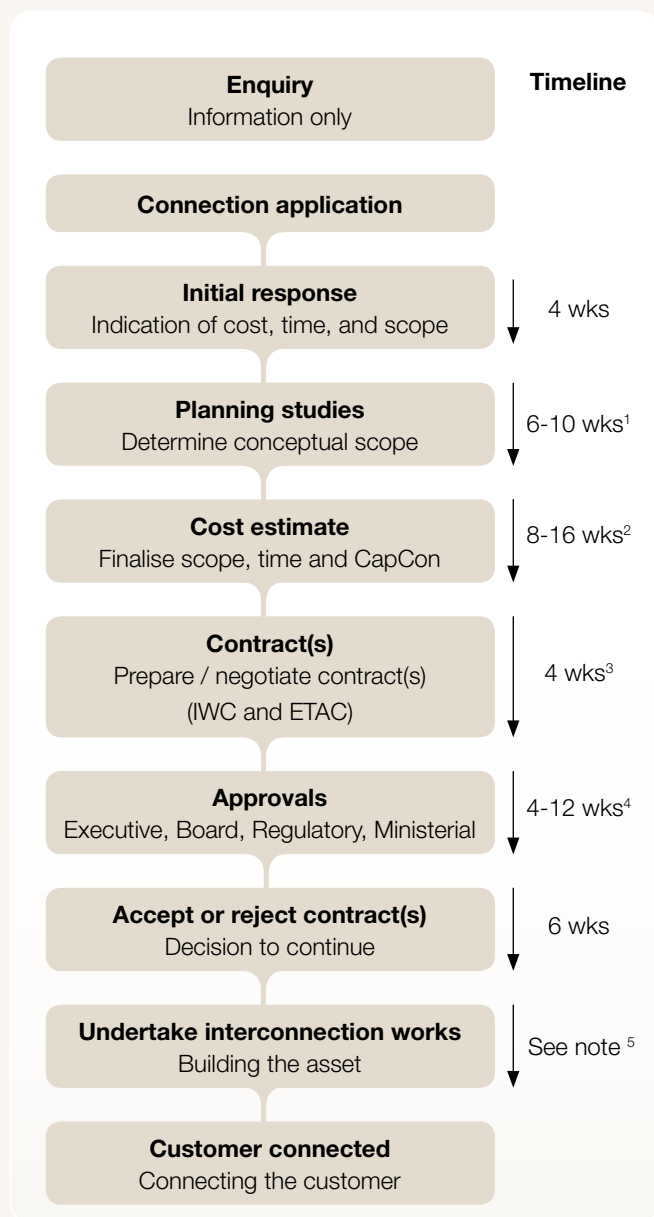 Enquiry
Information only
Timeline
Connection application
Initial response
Indication of cost, time, and scope
4 wks
Planning studies
Determine conceptual scope
6-10 wks¹
Cost estimate
Finalise scope, time and CapCon
8-16 wks²
Contract(s)
Prepare / negotiate contract(s)
(IWC and ETAC)
4 wks³
Approvals
Executive, Board, Regulatory, Ministerial
4-12 wks⁴
Accept or reject contract(s)
Decision to continue
6 wks
Undertake interconnection works
Building the asset
See note ⁵
Customer connected
Connecting the customer